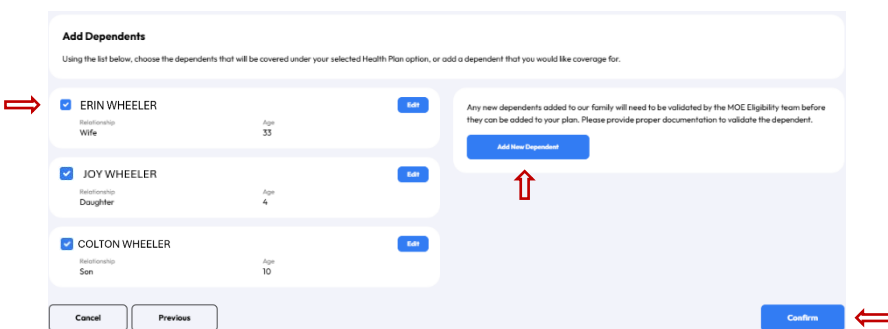 Add Dependents
Using the list below, choose the dependents that will be covered under your selected Health Plan option, or add a dependent that you would like coverage for.
ERIN WHEELER
Edit
Relationship
Age
Wife
33
JOY WHEELER
Edit
Relationship
Age
Daughter
4
COLTON WHEELER
Edit
Relationship
Age
Son
10
Any new dependents added to our family will need to be validated by the MOE Eligibility team before
they can be added to your plan. Please provide proper documentation to validate the dependent.
Add New Dependent
Cancel
Previous
Confirm